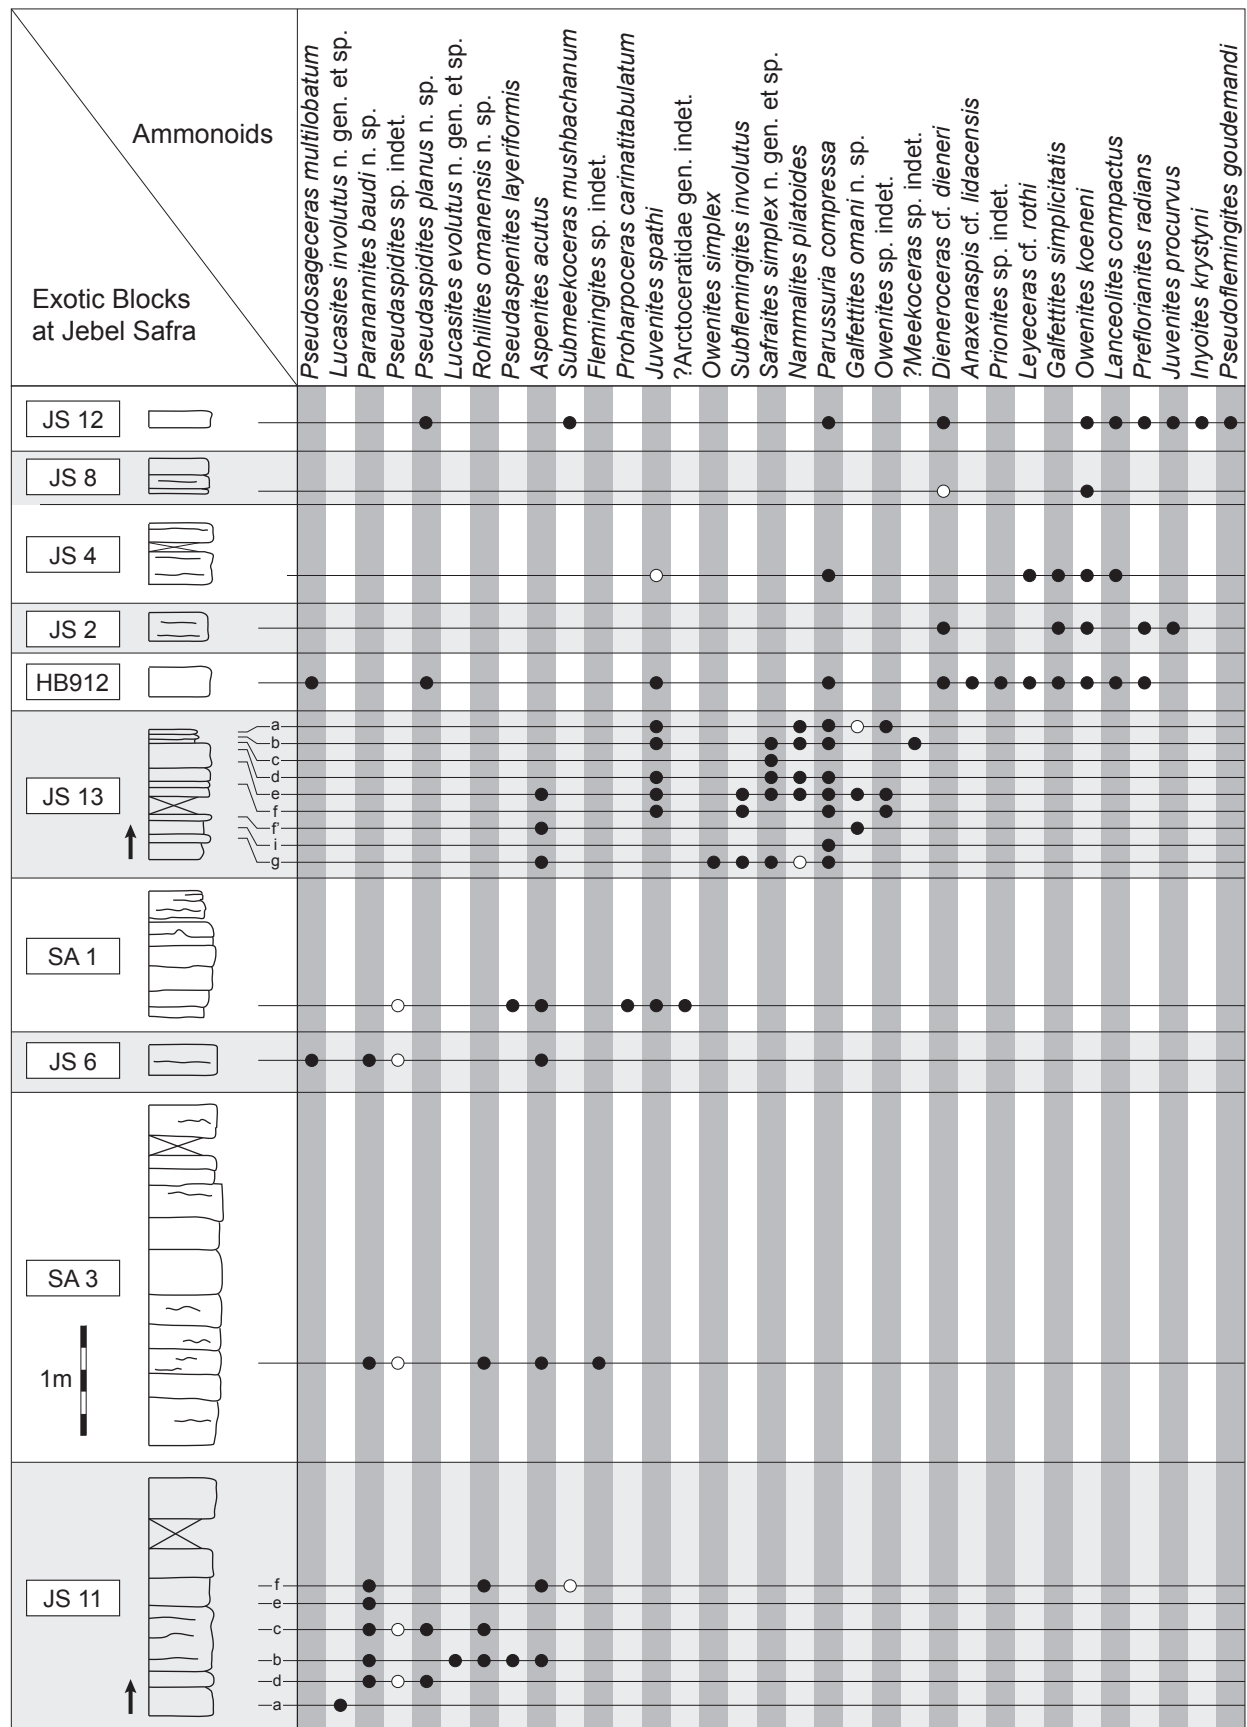 Ammonoids
Exotic Blocks
at Jebel Safra
Pseudosageceras multilobatum
Lucasites involutus n. gen. et sp.
Paranannites baudi n. sp.
Pseudaspidites sp. indet.
Pseudaspidites planus n. sp.
Lucasites evolutus n. gen. et sp.
Rohillites omanensis n. sp.
Pseudaspenites layeriformis
Aspenites acutus
Submeekoceras mushbachanum
Flemingites sp. indet.
Proharpoceras carinatitabulatum
Juvenites spathi
?Arctoceratidae gen. indet.
Owenites simplex
Subflemingites involutus
Safraites simplex n. gen. et sp.
Nammalites pilatoides
Parussuria compressa
Galfettites omani n. sp.
Owenites sp. indet.
?Meekoceras sp. indet.
Dieneroceras cf. dieneri
Anaxenaspis cf. lidacensis
Prionites sp. indet.
Leyeceras cf. rothi
Galfettites simplicitatis
Owenites koeneni
Lanceolites compactus
Preflorianites radians
Juvenites procurvus
Inyoites krystyni
Pseudoflemingites goudemandi
JS 12
JS 8
JS 4
JS 2
HB912
JS 13
a
b
c
d
e
f
f'
i
g
SA 1
JS 6
SA 3
1m
JS 11
f
e
c
b
d
a